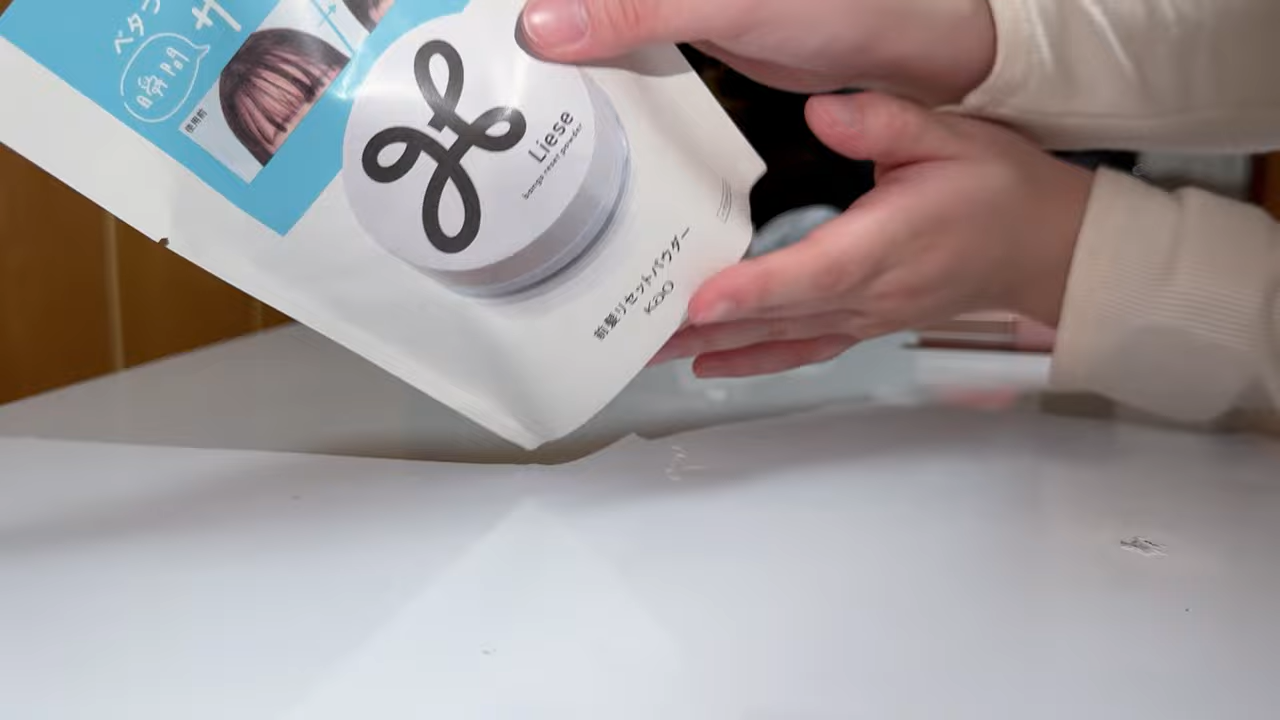 ベタつ
サ
瞬間
使用前
Liese
bangs reset powder
前髪リセットパウダー
KAO